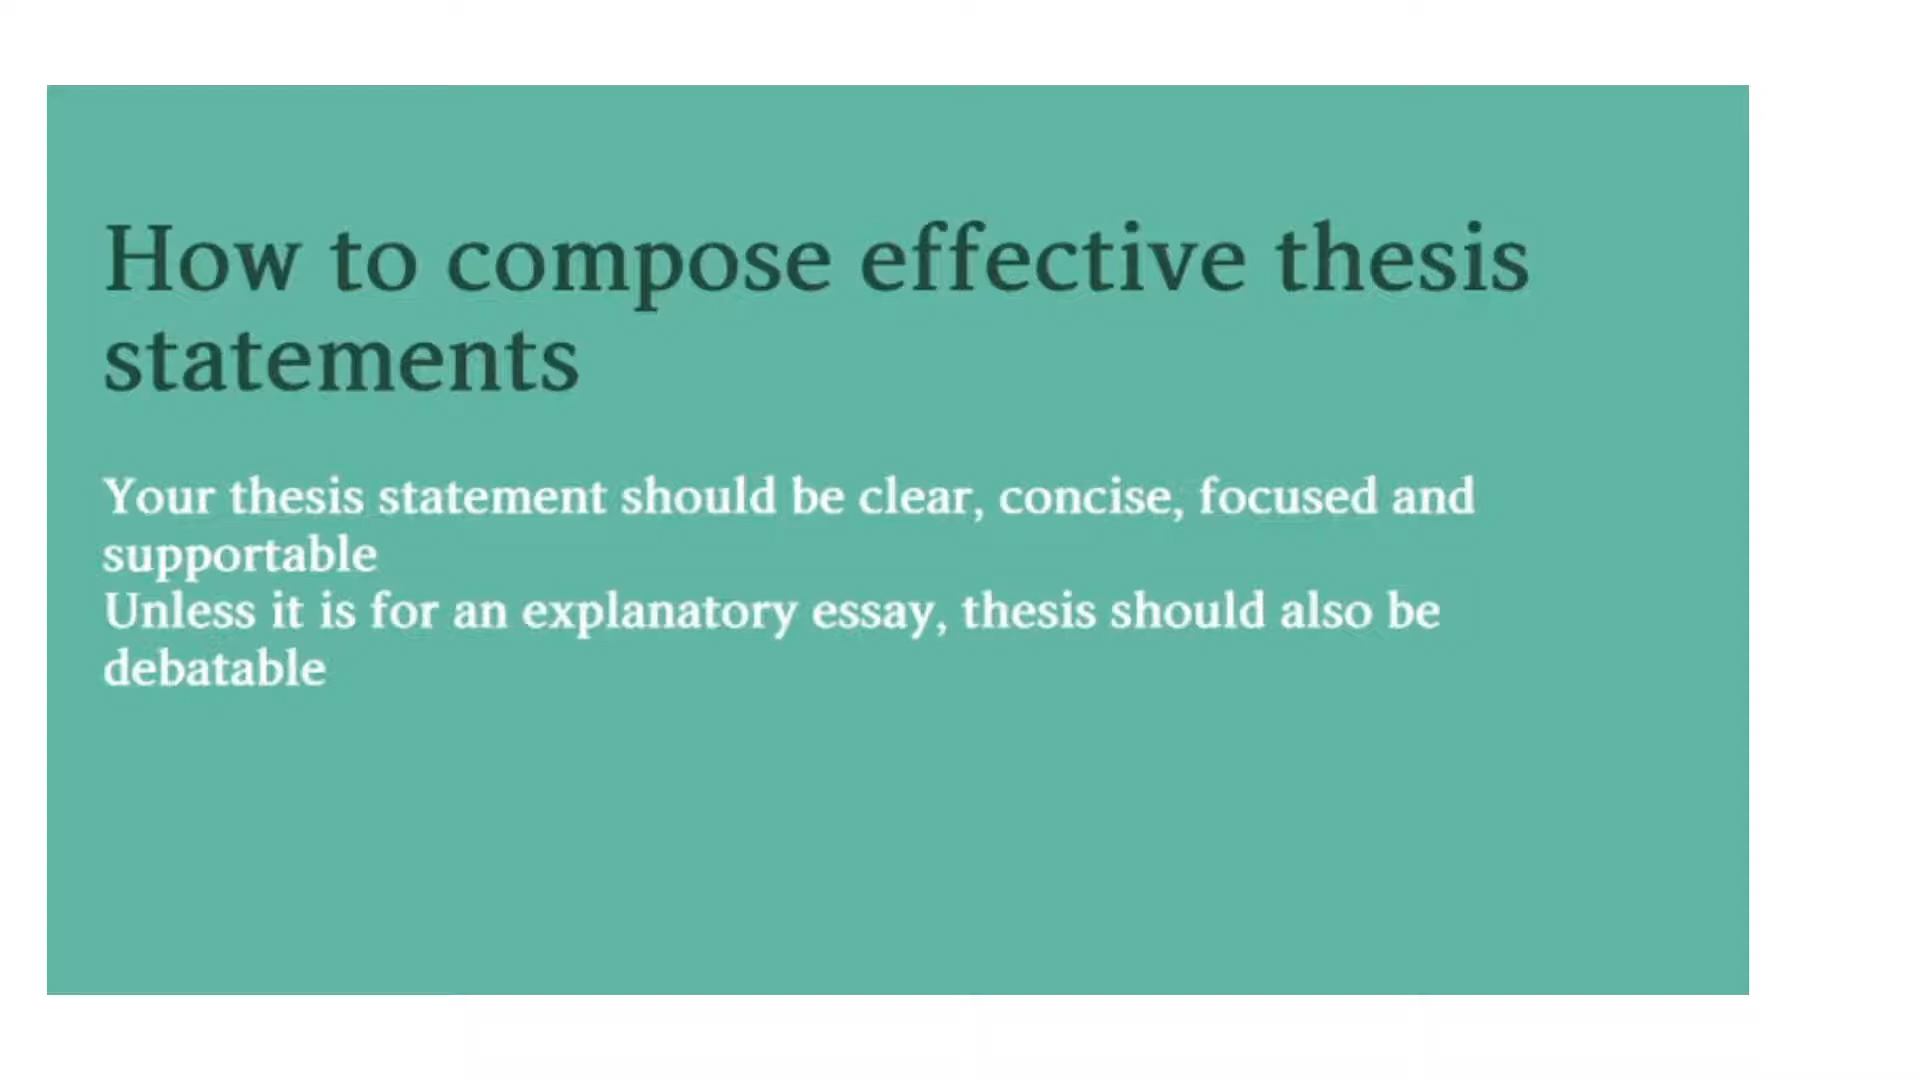 How to compose effective thesis
statements
Your thesis statement should be clear, concise, focused and
supportable
Unless it is for an explanatory essay, thesis should also be
debatable